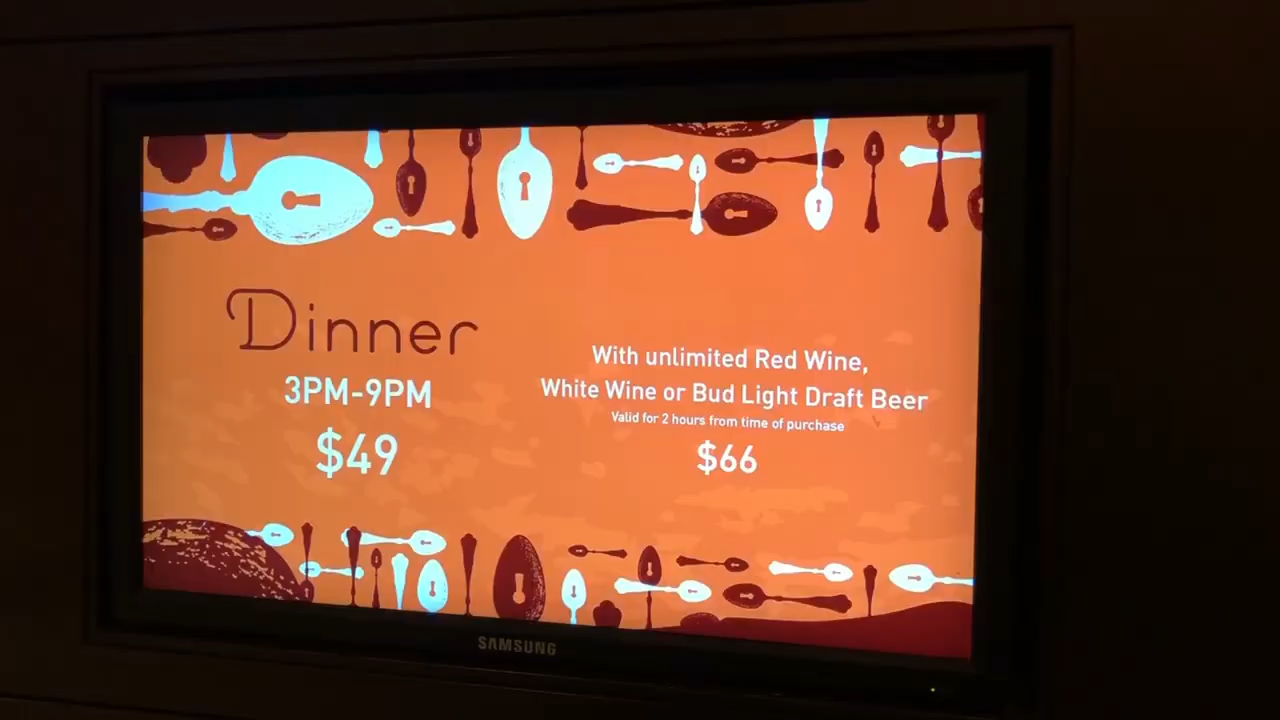 Dinner
3PM-9PM
$49
With unlimited Red Wine,
White Wine or Bud Light Draft Beer
Valid for 2 hours from time of purchase
$66
SAMSUNG